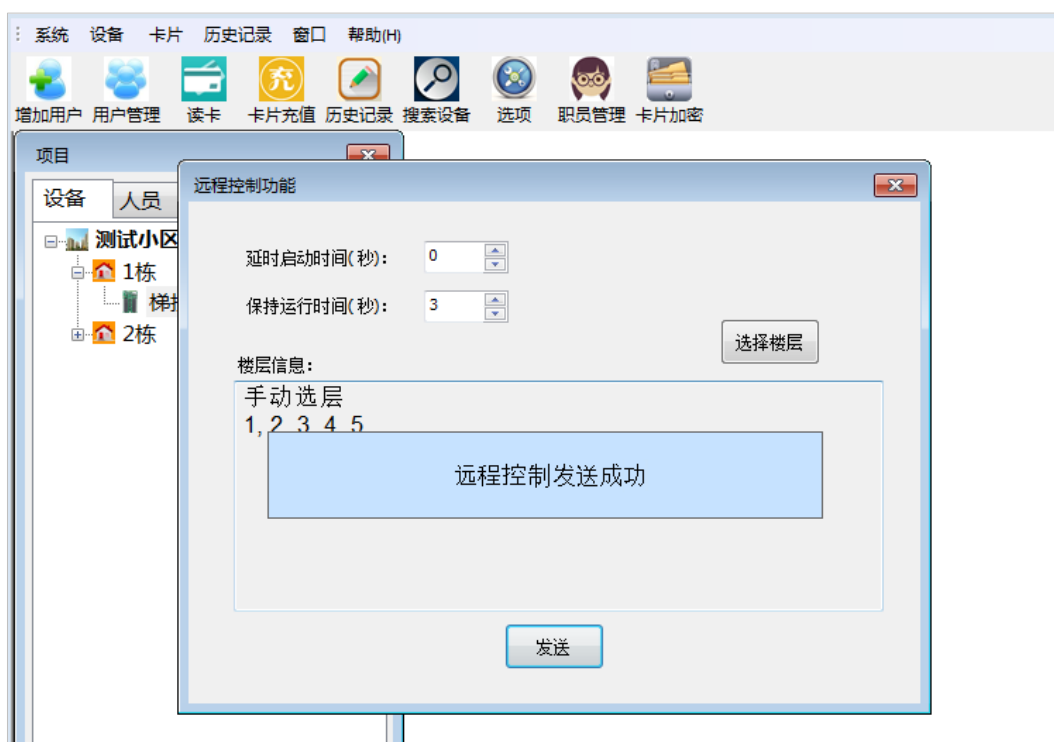 系统 设备 卡片 历史记录 窗口 帮助(H)
增加用户 用户管理 读卡 卡片充值 历史记录 搜索设备 选项 职员管理 卡片加密
充
项目
远程控制功能
设备 人员
测试小区
1栋
梯
2栋
延时启动时间(秒): 0
保持运行时间(秒): 3
选择楼层
楼层信息:
手动选层
1,2 3 4 5
远程控制发送成功
发送